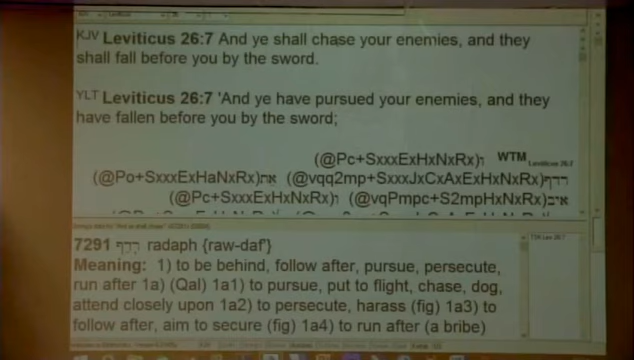 KJV Leviticus 26:7 And ye shall chase your enemies, and they
shall fall before you by the sword.
YLT Leviticus 26:7 'And ye have pursued your enemies, and they
have fallen before you by the sword;
WTM Leviticus 26:7 ו(@Pc+SxxxExHxNxRx)
רדף(@vqq2mp+SxxxJxCxAxExHxNxRx) את(@Po+SxxxExHaNxRx)
איב(@vqPmpc+S2mpHxNxRx) ו(@Pc+SxxxExHxNxRx)
7291 רָדַף radaph {raw-daf'}
Meaning: 1) to be behind, follow after, pursue, persecute,
run after 1a) (Qal) 1a1) to pursue, put to flight, chase, dog,
attend closely upon 1a2) to persecute, harass (fig) 1a3) to
follow after, aim to secure (fig) 1a4) to run after (a bribe)